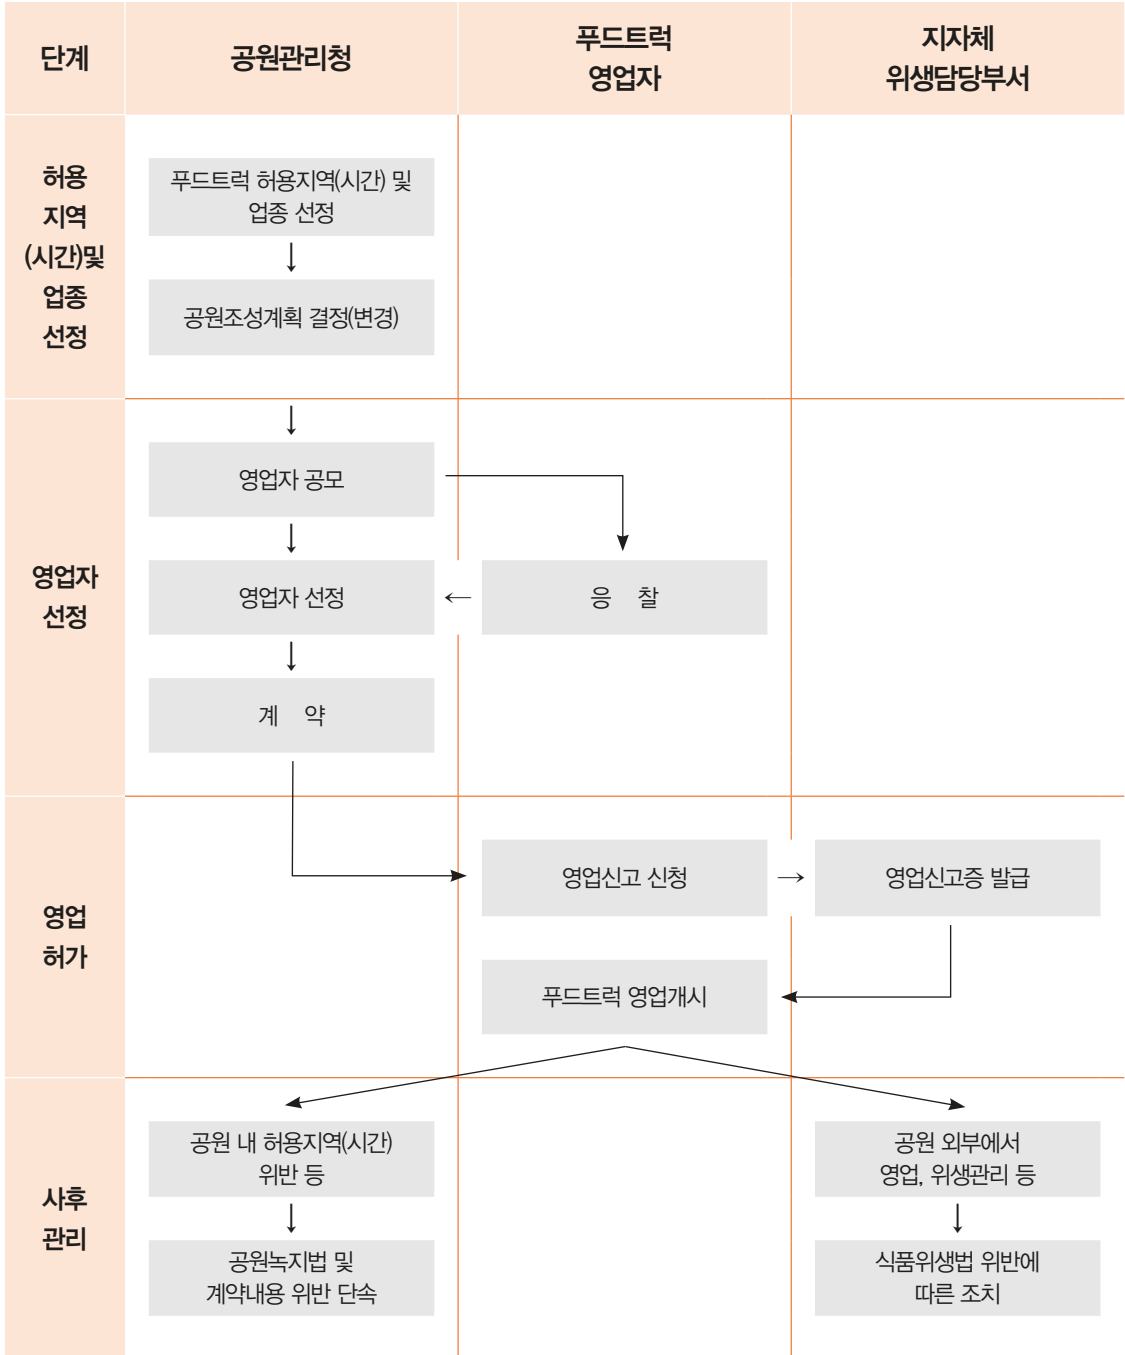 단계
공원관리청
푸드트럭
영업자
지자체
위생담당부서
허용
지역
(시간)및
업종
선정
푸드트럭 허용지역(시간) 및
업종 선정
↓
공원조성계획 결정(변경)
영업자
선정
↓
영업자 공모
↓
영업자 선정
←
응 찰
↓
계 약
영업
허가
영업신고 신청
→
영업신고증 발급
푸드트럭 영업개시
사후
관리
공원 내 허용지역(시간)
위반 등
↓
공원녹지법 및
계약내용 위반 단속
공원 외부에서
영업, 위생관리 등
↓
식품위생법 위반에
따른 조치